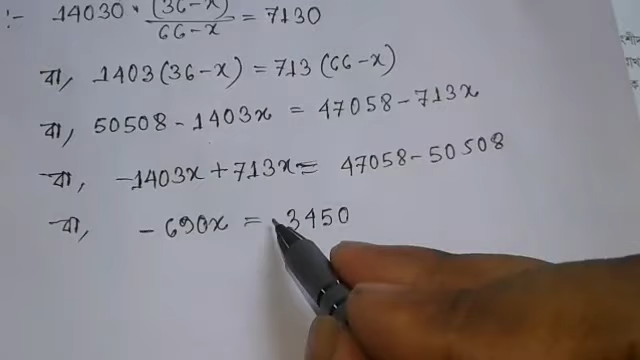 :- 14030 · (36-x)/66-x = 7130
বা, 1403(36-x) = 713(66-x)
বা, 50508-1403x = 47058-713x
বা, -1403x+713x= 47058-50508
বা, -690x = 3450